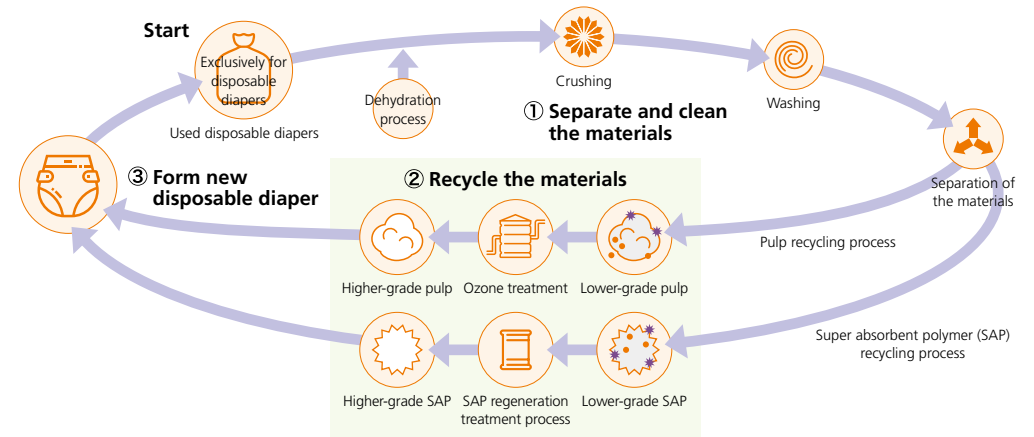 Start
Exclusively for
disposable
diapers
Used disposable diapers
Dehydration
process
Crushing
Washing
① Separate and clean
the materials
Separation of
the materials
③ Form new
disposable diaper
② Recycle the materials
Higher-grade pulp
Ozone treatment
Lower-grade pulp
Pulp recycling process
Higher-grade SAP
SAP regeneration
treatment process
Lower-grade SAP
Super absorbent polymer (SAP)
recycling process